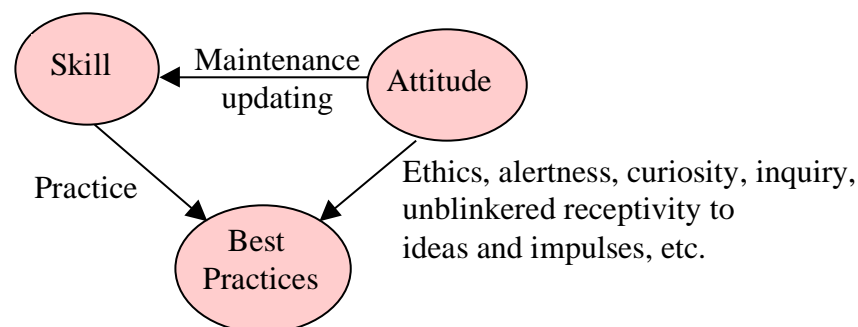 Skill
Maintenance
updating
Attitude
Practice
Ethics, alertness, curiosity, inquiry,
unblinkered receptivity to
ideas and impulses, etc.
Best
Practices